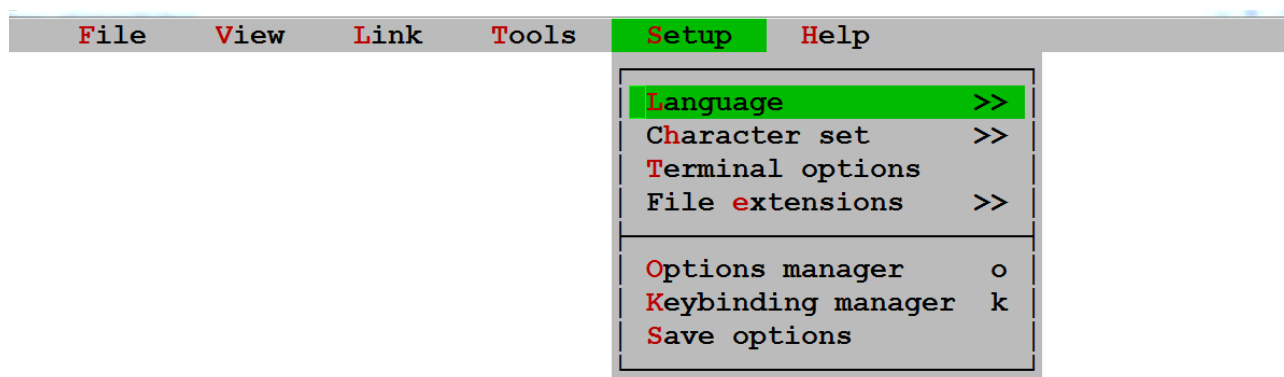 File View Link Tools Setup Help
Language >>
Character set >>
Terminal options
File extensions >>
Options manager o
Keybinding manager k
Save options